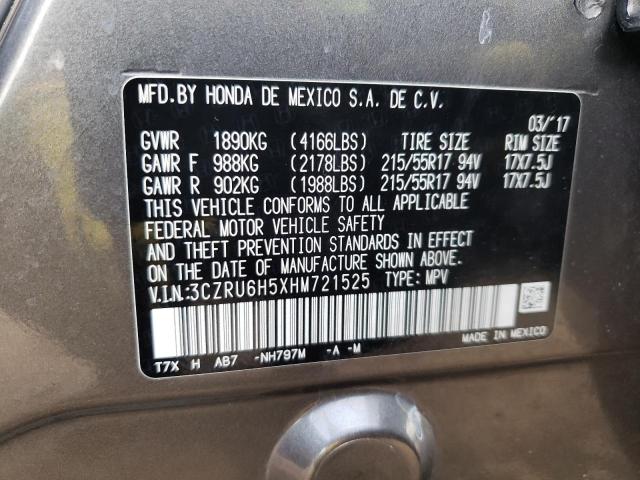 MFD.BY HONDA DE MEXICO S.A. DE C.V.
03/'17
GVWR 1890KG (4166LBS) TIRE SIZE RIM SIZE
GAWR F 988KG (2178LBS) 215/55R17 94V 17X7.5J
GAWR R 902KG (1988LBS) 215/55R17 94V 17X7.5J
THIS VEHICLE CONFORMS TO ALL APPLICABLE
FEDERAL MOTOR VEHICLE SAFETY
AND THEFT PREVENTION STANDARDS IN EFFECT
ON THE DATE OF MANUFACTURE SHOWN ABOVE.
V.I.N:3CZRU6H5XHM721525 TYPE: MPV
MADE IN MEXICO
T7X H AB7 -NH797M -A -M